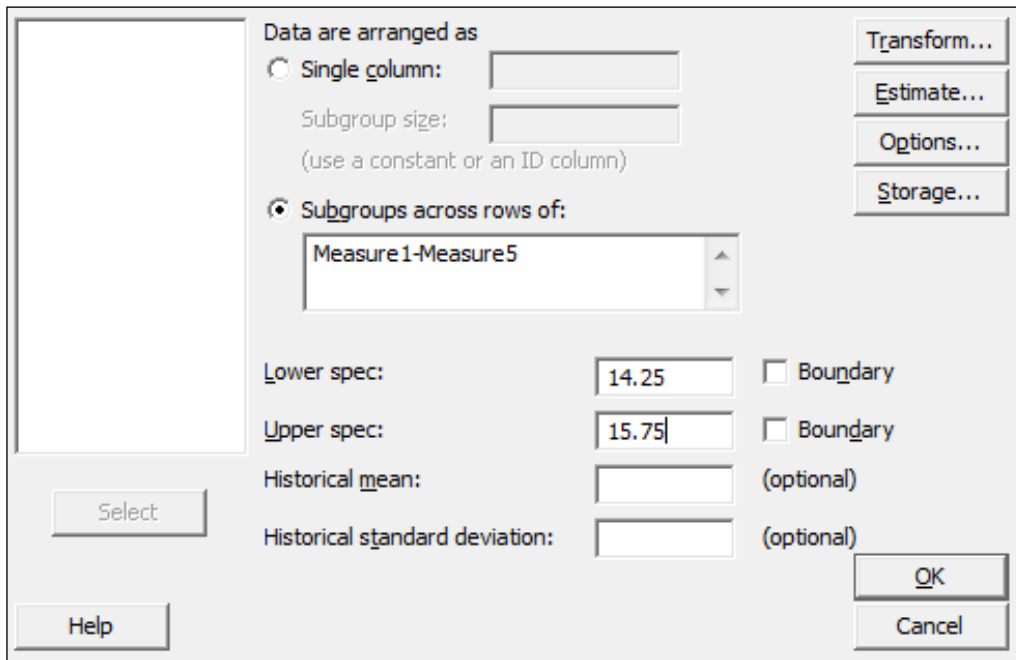 Data are arranged as
Single column:
Subgroup size:
(use a constant or an ID column)
Subgroups across rows of:
Measure1-Measure5
Lower spec: 14.25 Boundary
Upper spec: 15.75 Boundary
Historical mean: (optional)
Historical standard deviation: (optional)
Transform...
Estimate...
Options...
Storage...
Select
Help
OK
Cancel